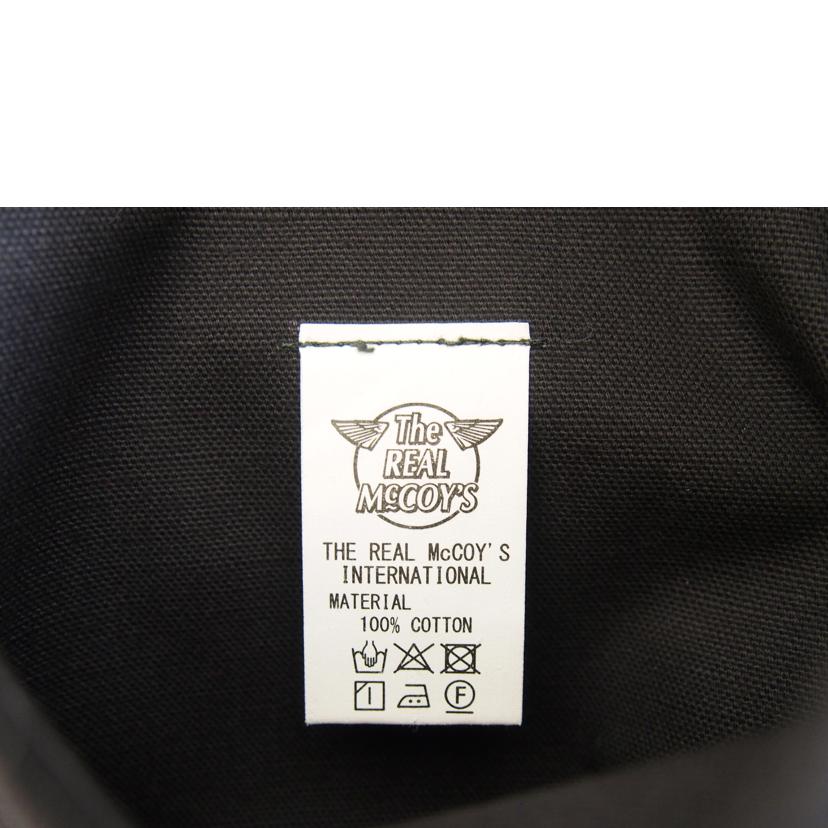 The
REAL
McCOY'S
THE REAL McCOY'S
INTERNATIONAL
MATERIAL
100% COTTON
F